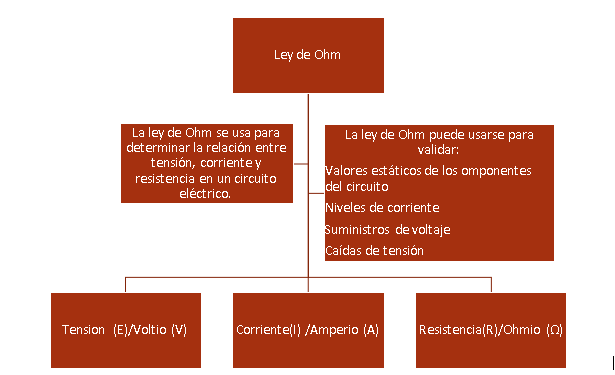 Ley de Ohm
La ley de Ohm se usa para
determinar la relación entre
tensión, corriente y
resistencia en un circuito
eléctrico.
La ley de Ohm puede usarse para
validar:
Valores estáticos de los omponentes
del circuito
Niveles de corriente
Suministros de voltaje
Caídas de tensión
Tension (E)/Voltio (V)
Corriente(I) /Amperio (A)
Resistencia(R)/Ohmio (Ω)